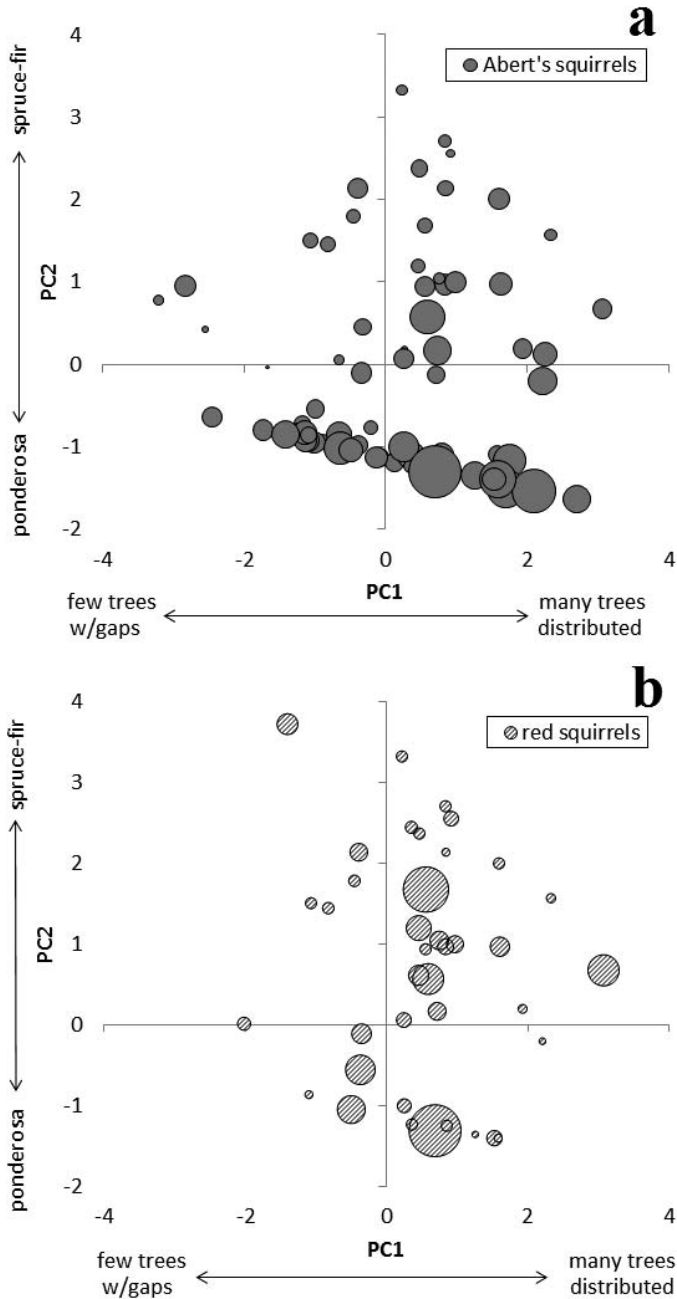 a
Abert's squirrels
spruce-fir
PC2
ponderosa
4
3
2
1
0
-1
-2
-4
-2
0
2
4
PC1
few trees
w/gaps
many trees
distributed
b
red squirrels
spruce-fir
PC2
ponderosa
4
3
2
1
0
-1
-2
-4
-2
0
2
4
PC1
few trees
w/gaps
many trees
distributed